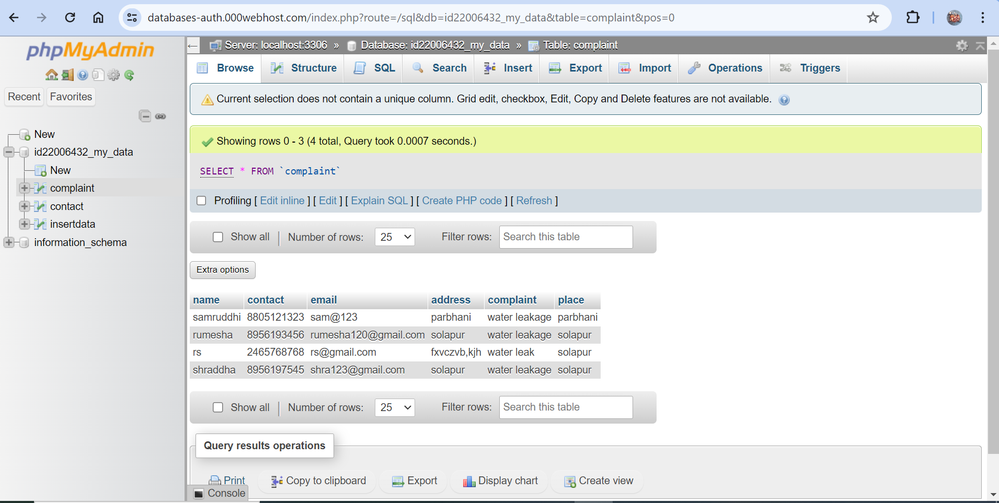 databases-auth.000webhost.com/index.php?route=/sql&db=id22006432_my_data&table=complaint&pos=0
phpMyAdmin
Recent Favorites
New
id22006432_my_data
New
complaint
contact
insertdata
information_schema
Server: localhost:3306 » Database: id22006432_my_data » Table: complaint
Browse Structure SQL Search Insert Export Import Operations Triggers
Current selection does not contain a unique column. Grid edit, checkbox, Edit, Copy and Delete features are not available.
Showing rows 0 - 3 (4 total, Query took 0.0007 seconds.)
SELECT * FROM `complaint`
Profiling [ Edit inline ] [ Edit ] [ Explain SQL ] [ Create PHP code ] [ Refresh ]
Show all | Number of rows: 25 Filter rows: Search this table
Extra options
name contact email address complaint place
samruddhi 8805121323 sam@123 parbhani water leakage parbhani
rumesha 8956193456 rumesha120@gmail.com solapur water leakage solapur
rs 2465768768 rs@gmail.com fxvczvb,kjh water leak solapur
shraddha 8956197545 shra123@gmail.com solapur water leakage solapur
Show all | Number of rows: 25 Filter rows: Search this table
Query results operations
Print Copy to clipboard Export Display chart Create view
Console